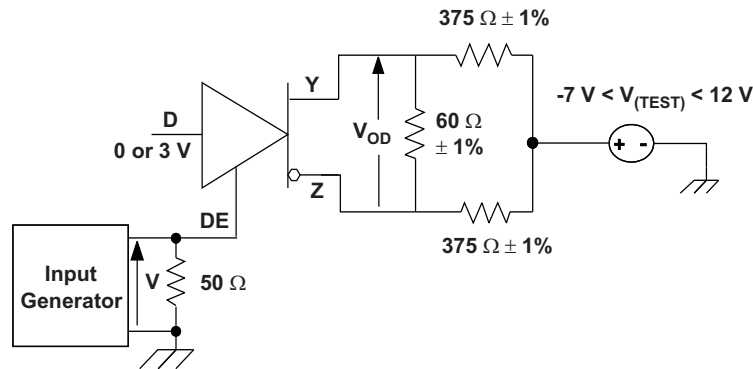 375 Ω ± 1%
Y
-7 V < V(TEST) < 12 V
D
0 or 3 V
VOD
60 Ω
± 1%
+ -
Z
DE
375 Ω ± 1%
Input
Generator
V
50 Ω